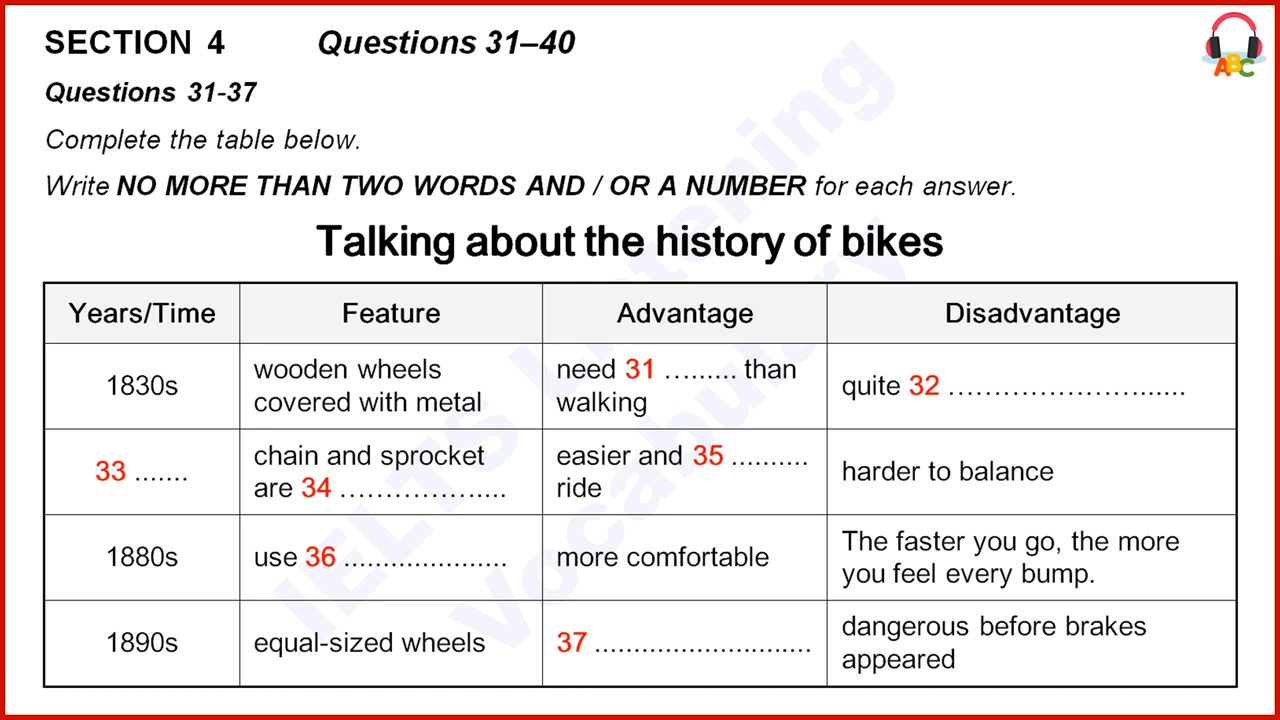 SECTION 4 Questions 31–40
ABC
Questions 31-37
Complete the table below.
Write NO MORE THAN TWO WORDS AND / OR A NUMBER for each answer.
Talking about the history of bikes
Years/Time Feature Advantage Disadvantage
1830s
wooden wheels
covered with metal
need 31 ………. than
walking
quite 32 …………………………
33 …….
chain and sprocket
are 34 …………………
easier and 35 ……….
ride
harder to balance
1880s
use 36 …………………
more comfortable
The faster you go, the more
you feel every bump.
1890s
equal-sized wheels
37 …………………………
dangerous before brakes
appeared
IELTS Listening
Vocabulary